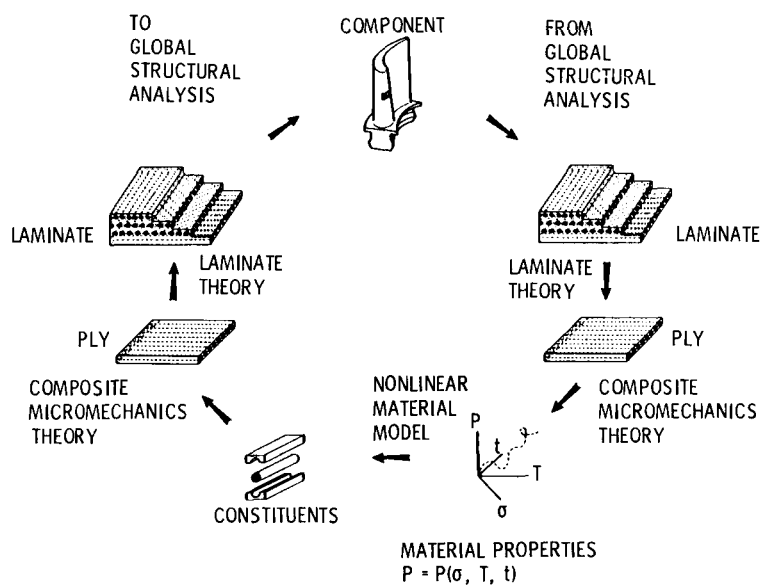 TO
GLOBAL
STRUCTURAL
ANALYSIS
COMPONENT
FROM
GLOBAL
STRUCTURAL
ANALYSIS
LAMINATE
LAMINATE
THEORY
LAMINATE
LAMINATE
THEORY
PLY
PLY
COMPOSITE
MICROMECHANICS
THEORY
NONLINEAR
MATERIAL
MODEL
COMPOSITE
MICROMECHANICS
THEORY
P
t
T
σ
CONSTITUENTS
MATERIAL PROPERTIES
P = P(σ, T, t)